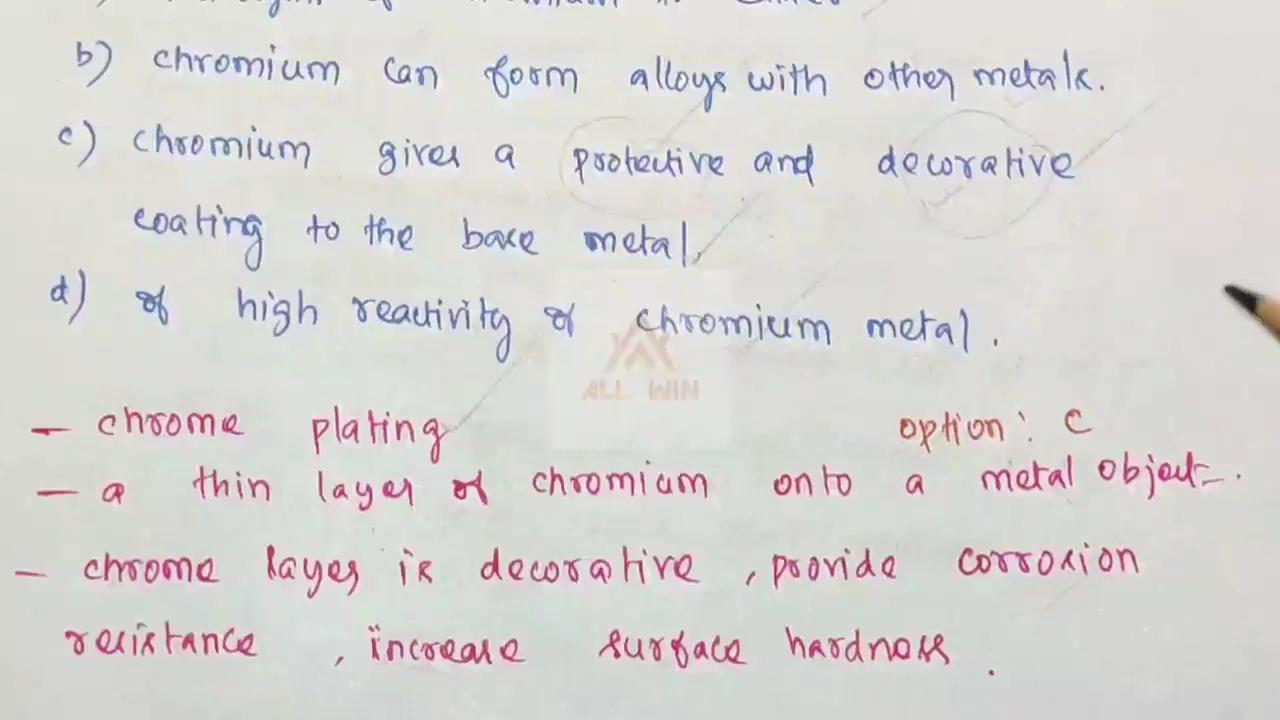 b) chromium can form alloys with other metals.
c) chromium gives a protective and decorative
coating to the base metal.
d) of high reactivity of chromium metal.
ALL WIN
- chrome plating option: C
- a thin layer of chromium onto a metal object.
- chrome layer is decorative, provide corrosion
resistance, increase surface hardness.